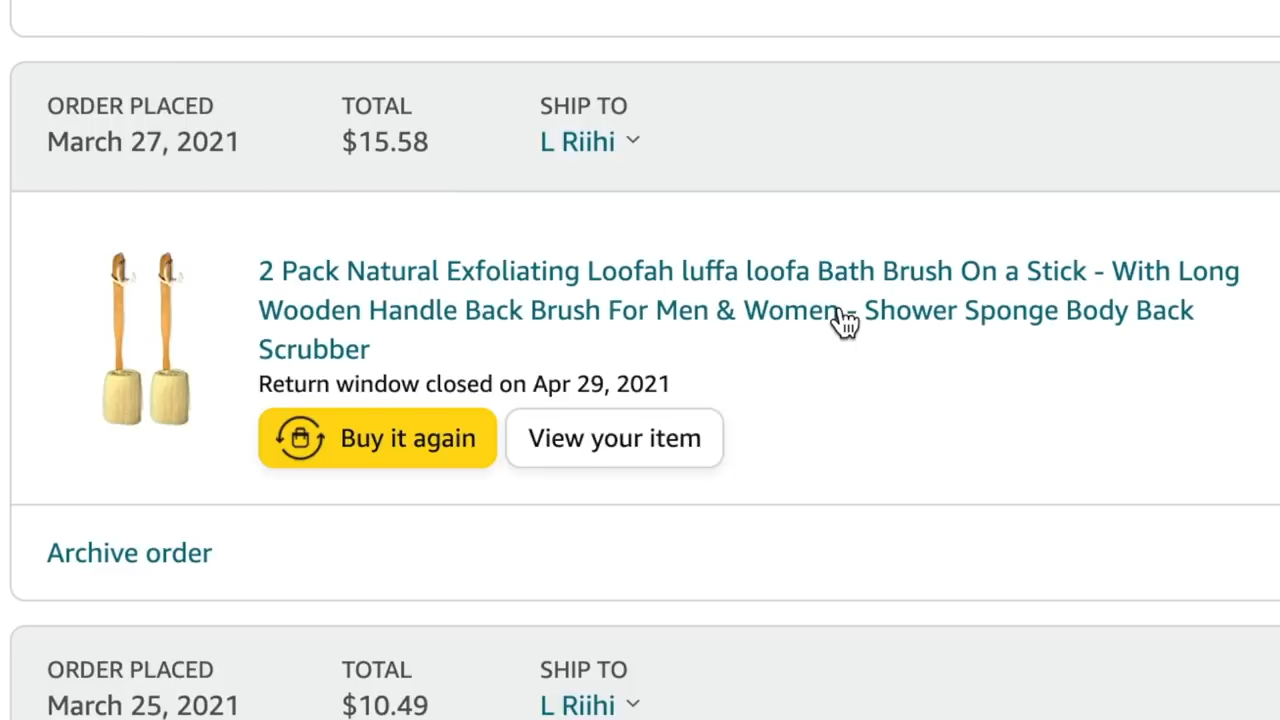 ORDER PLACED TOTAL SHIP TO
March 27, 2021 $15.58 L Riihi
2 Pack Natural Exfoliating Loofah luffa loofa Bath Brush On a Stick - With Long
Wooden Handle Back Brush For Men & Women - Shower Sponge Body Back
Scrubber
Return window closed on Apr 29, 2021
Buy it again View your item
Archive order
ORDER PLACED TOTAL SHIP TO
March 25, 2021 $10.49 L Riihi